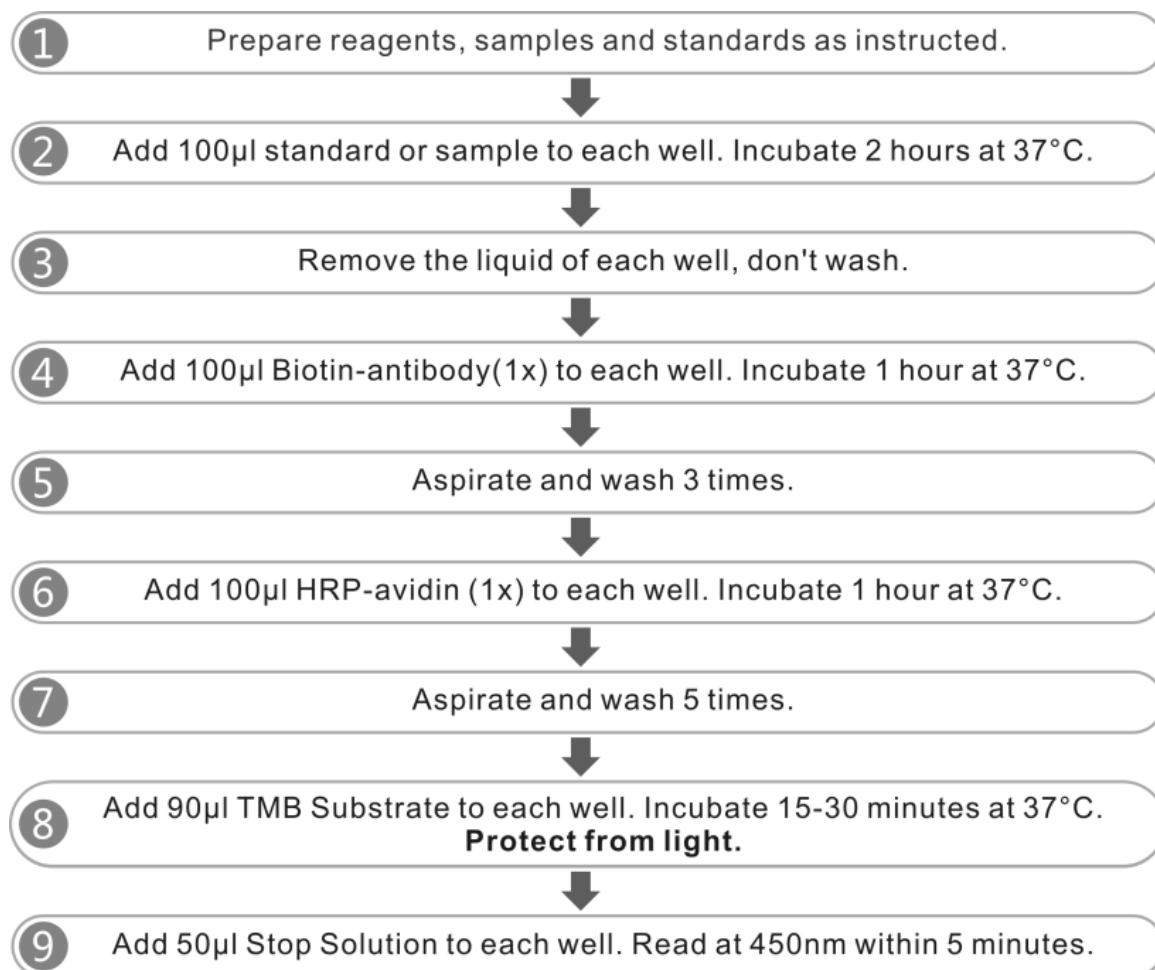 1 Prepare reagents, samples and standards as instructed.
2 Add 100μl standard or sample to each well. Incubate 2 hours at 37°C.
3 Remove the liquid of each well, don't wash.
4 Add 100μl Biotin-antibody(1x) to each well. Incubate 1 hour at 37°C.
5 Aspirate and wash 3 times.
6 Add 100μl HRP-avidin (1x) to each well. Incubate 1 hour at 37°C.
7 Aspirate and wash 5 times.
8 Add 90μl TMB Substrate to each well. Incubate 15-30 minutes at 37°C.
Protect from light.
9 Add 50μl Stop Solution to each well. Read at 450nm within 5 minutes.